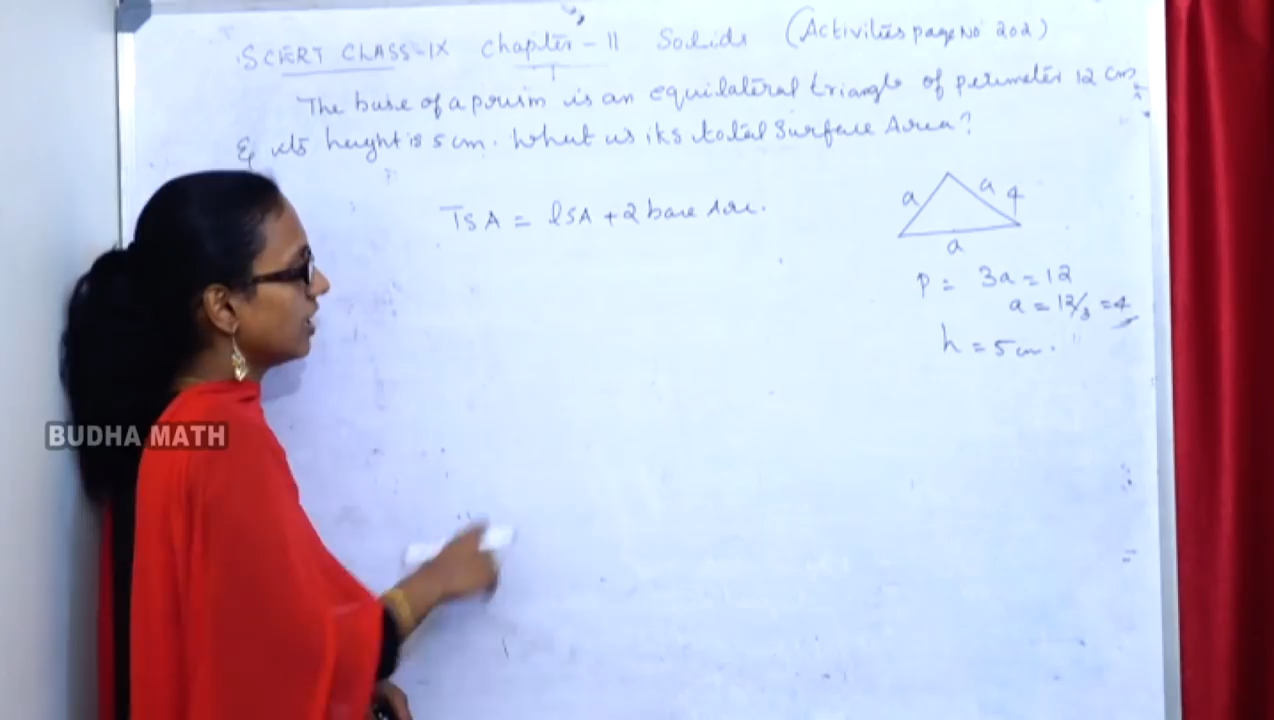 SCERT CLASS-IX Chapter - 11 Solids (Activities page No 202)
The base of a prism is an equilateral triangle of perimeter 12 cm
& its height is 5 cm. What is its total Surface Area?
TSA = LSA + 2 base Are.
a a 4
a
P = 3a = 12
a = 12/3 = 4
h = 5 cm.
BUDHA MATH